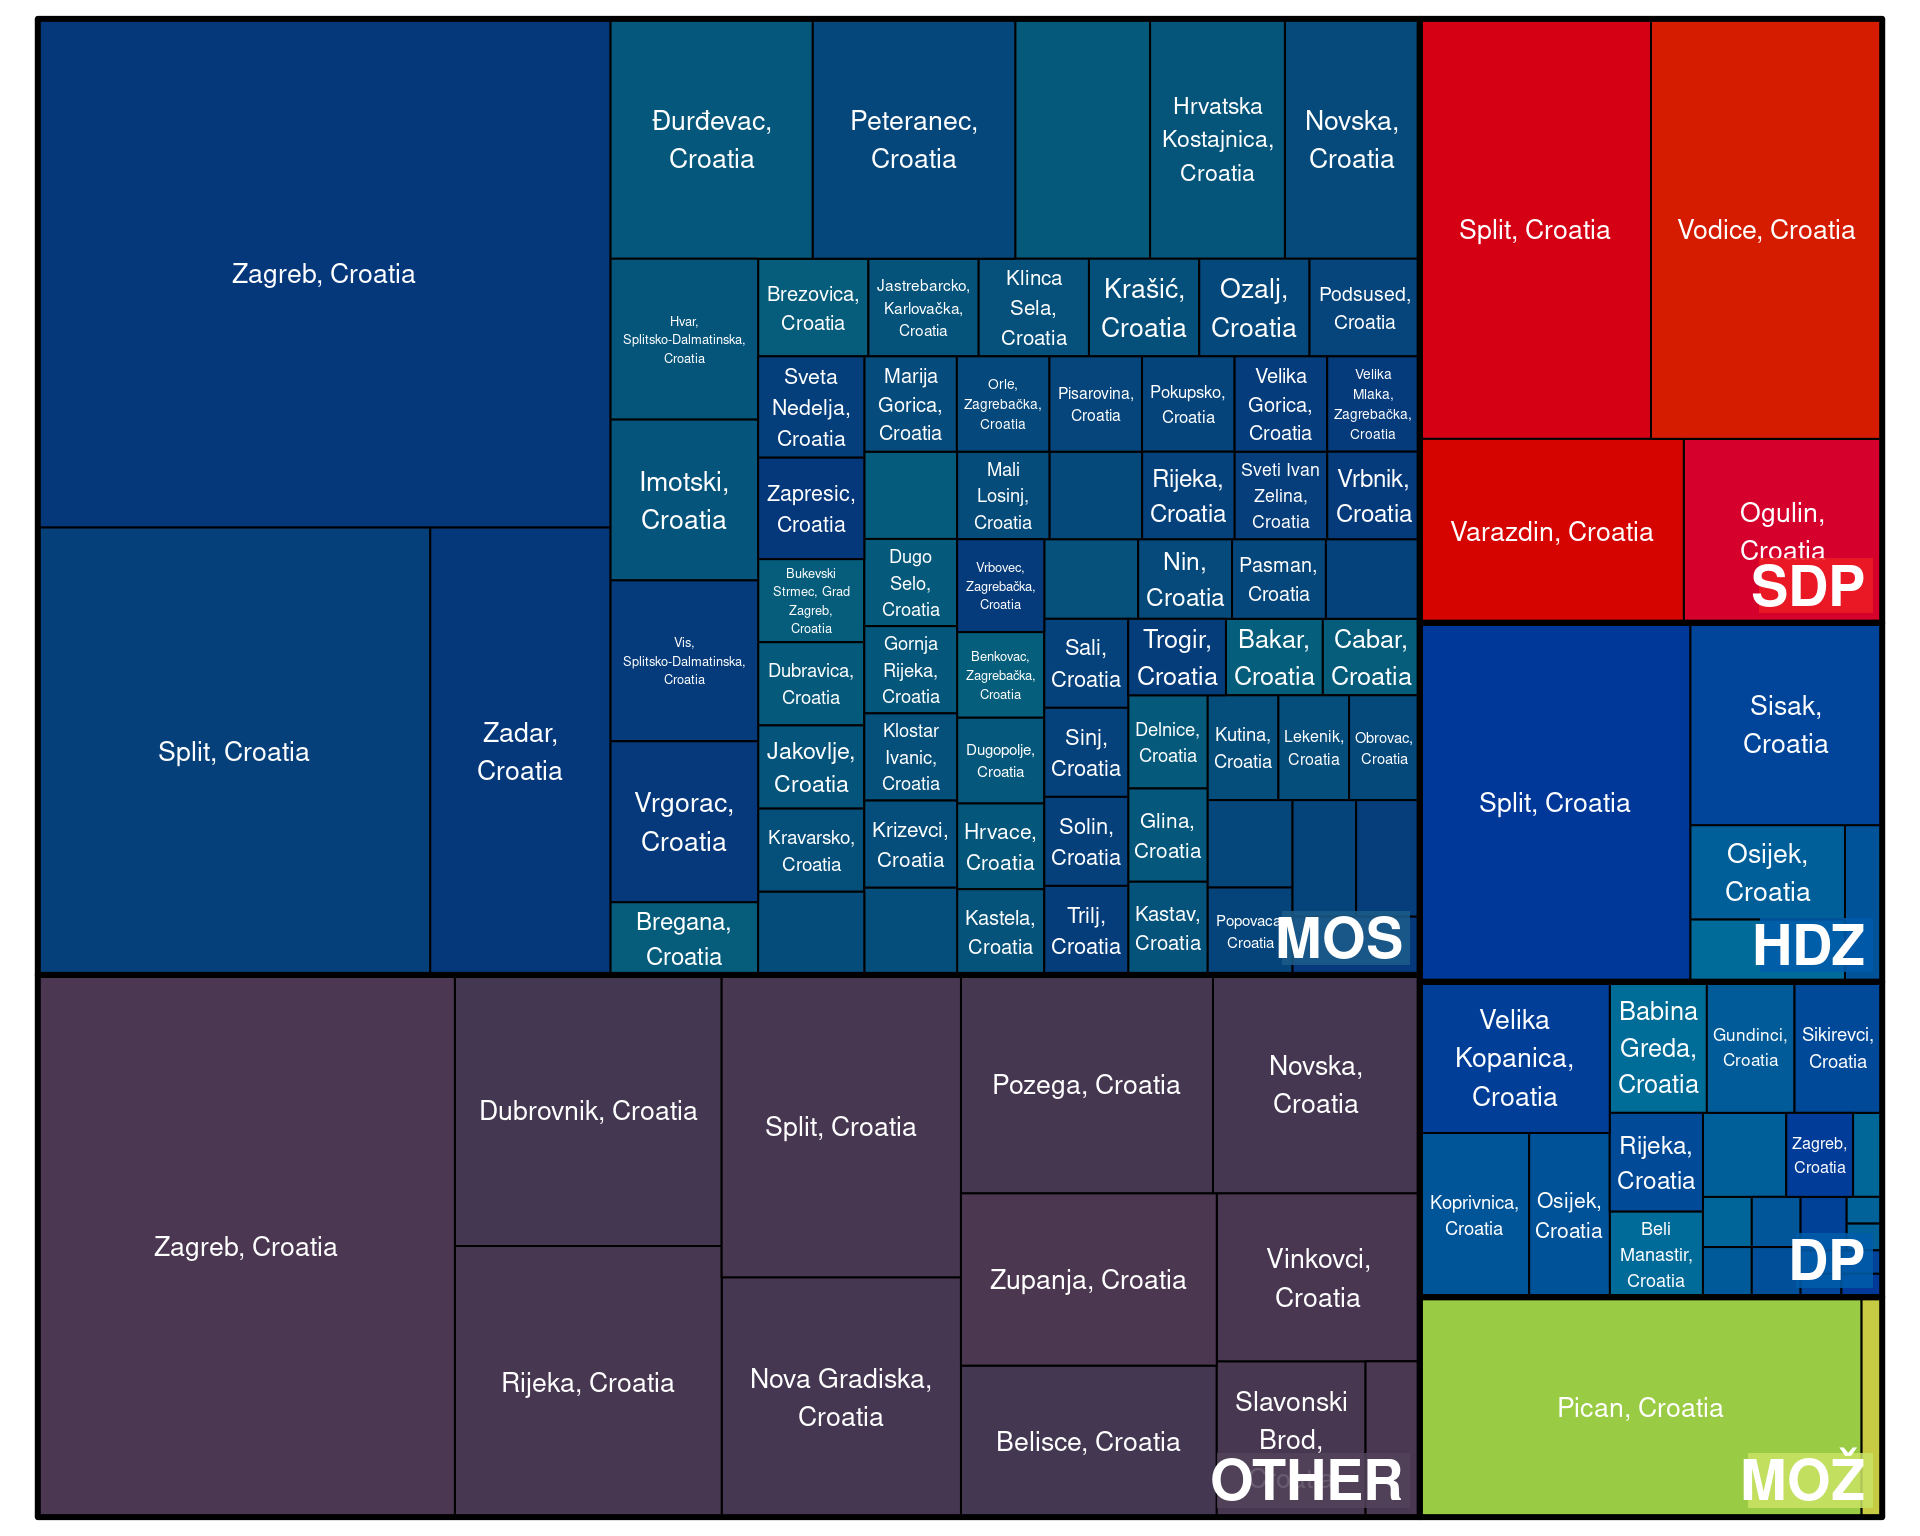 Zagreb, Croatia
Split, Croatia
Zadar,
Croatia
Đurđevac,
Croatia
Peteranec,
Croatia
Hrvatska
Kostajnica,
Croatia
Novska,
Croatia
Hvar,
Splitsko-Dalmatinska,
Croatia
Imotski,
Croatia
Vis,
Splitsko-Dalmatinska,
Croatia
Vrgorac,
Croatia
Bregana,
Croatia
Brezovica,
Croatia
Jastrebarcko,
Karlovačka,
Croatia
Klinca
Sela,
Croatia
Krašić,
Croatia
Ozalj,
Croatia
Podsused,
Croatia
Sveta
Nedelja,
Croatia
Zapresic,
Croatia
Bukevski
Strmec, Grad
Zagreb,
Croatia
Dubravica,
Croatia
Jakovlje,
Croatia
Kravarsko,
Croatia
Marija
Gorica,
Croatia
Orle,
Zagrebačka,
Croatia
Pisarovina,
Croatia
Pokupsko,
Croatia
Velika
Gorica,
Croatia
Velika
Mlaka,
Zagrebačka,
Croatia
Mali
Losinj,
Croatia
Rijeka,
Croatia
Sveti Ivan
Zelina,
Croatia
Vrbnik,
Croatia
Dugo
Selo,
Croatia
Gornja
Rijeka,
Croatia
Klostar
Ivanic,
Croatia
Krizevci,
Croatia
Vrbovec,
Zagrebačka,
Croatia
Benkovac,
Zagrebačka,
Croatia
Dugopolje,
Croatia
Hrvace,
Croatia
Kastela,
Croatia
Nin,
Croatia
Pasman,
Croatia
Sali,
Croatia
Sinj,
Croatia
Solin,
Croatia
Trilj,
Croatia
Trogir,
Croatia
Bakar,
Croatia
Cabar,
Croatia
Delnice,
Croatia
Glina,
Croatia
Kastav,
Croatia
Kutina,
Croatia
Lekenik,
Croatia
Obrovac,
Croatia
Popovaca,
Croatia
MOS
Zagreb, Croatia
Dubrovnik, Croatia
Rijeka, Croatia
Split, Croatia
Nova Gradiska,
Croatia
Pozega, Croatia
Novska,
Croatia
Zupanja, Croatia
Vinkovci,
Croatia
Belisce, Croatia
Slavonski
Brod,
Croatia
OTHER
Split, Croatia
Vodice, Croatia
Varazdin, Croatia
Ogulin,
Croatia
SDP
Split, Croatia
Sisak,
Croatia
Osijek,
Croatia
HDZ
Velika
Kopanica,
Croatia
Koprivnica,
Croatia
Osijek,
Croatia
Babina
Greda,
Croatia
Gundinci,
Croatia
Sikirevci,
Croatia
Rijeka,
Croatia
Beli
Manastir,
Croatia
Zagreb,
Croatia
DP
Pican, Croatia
MOŽ